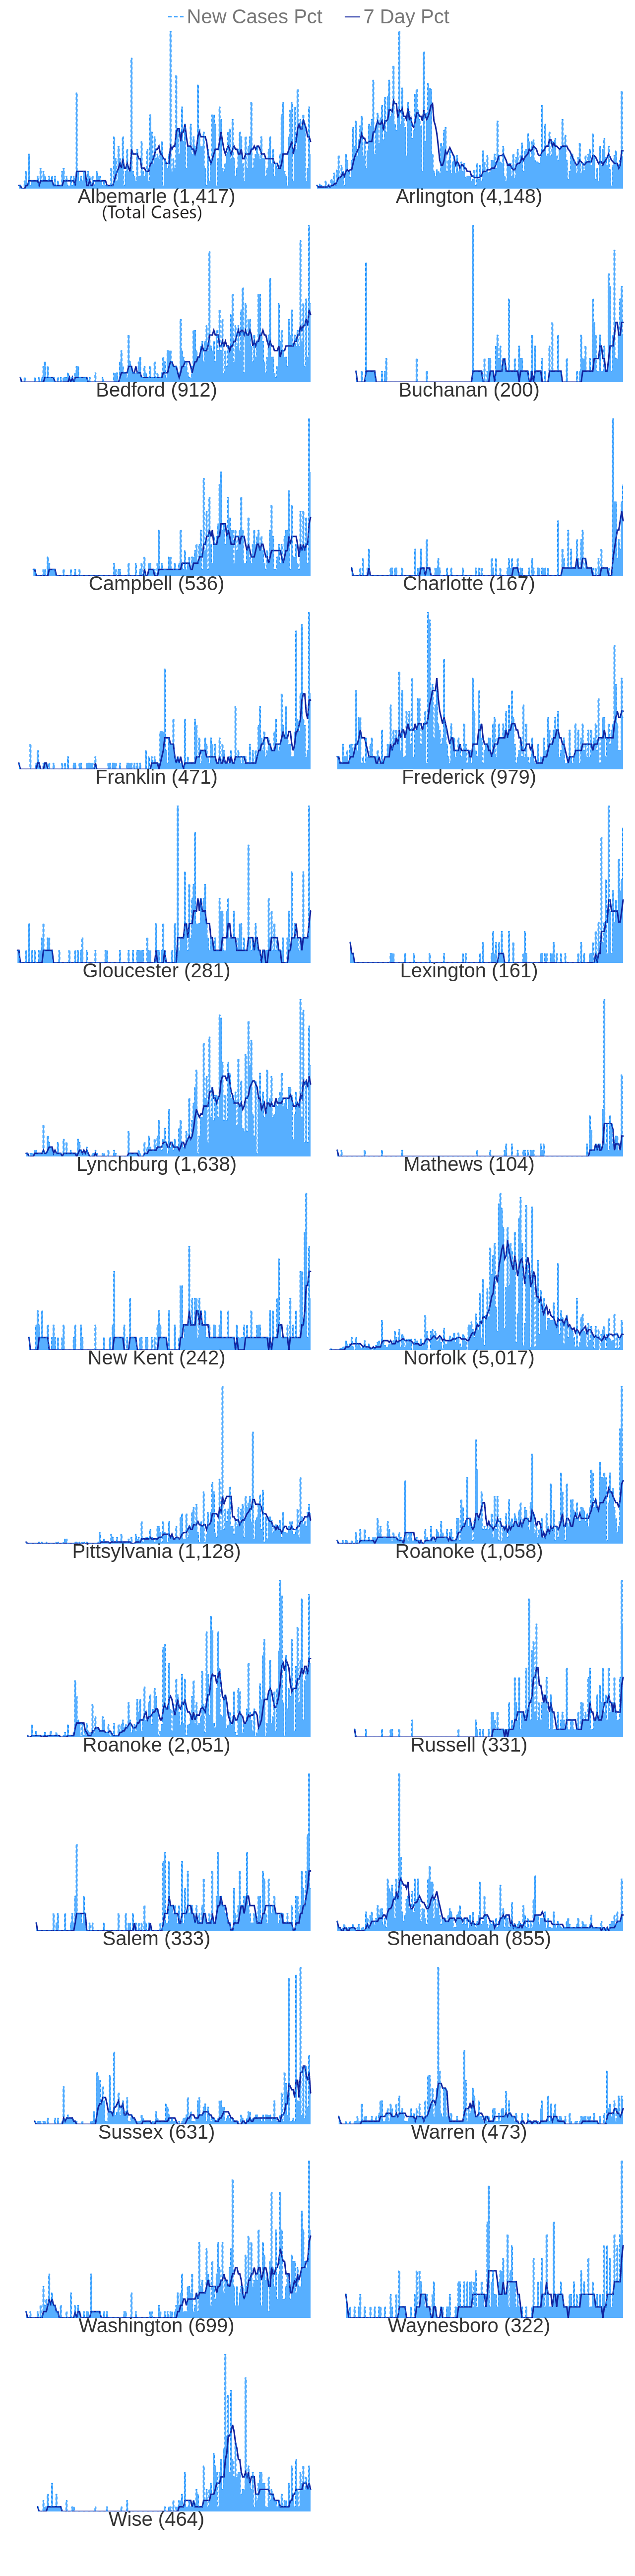 New Cases Pct 7 Day Pct
Albemarle (1,417) Arlington (4,148)
(Total Cases)
Bedford (912) Buchanan (200)
Campbell (536) Charlotte (167)
Franklin (471) Frederick (979)
Gloucester (281) Lexington (161)
Lynchburg (1,638) Mathews (104)
New Kent (242) Norfolk (5,017)
Pittsylvania (1,128) Roanoke (1,058)
Roanoke (2,051) Russell (331)
Salem (333) Shenandoah (855)
Sussex (631) Warren (473)
Washington (699) Waynesboro (322)
Wise (464)